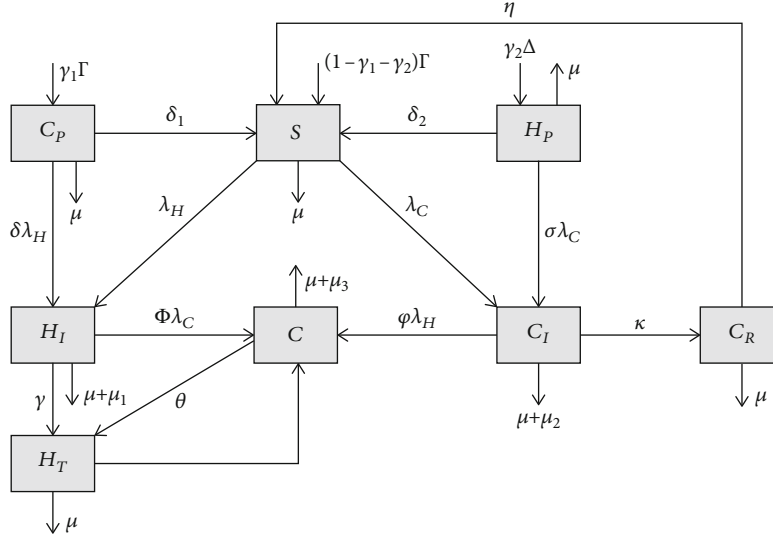 η
γ₁Γ
(1 − γ₁ − γ₂)Γ
γ₂Δ
μ
C_P
δ₁
S
δ₂
H_P
μ
μ
δλ_H
λ_H
λ_C
σλ_C
μ+μ₃
H_I
Φλ_C
C
φλ_H
C_I
κ
C_R
γ
μ+μ₁
θ
μ+μ₂
μ
H_T
μ